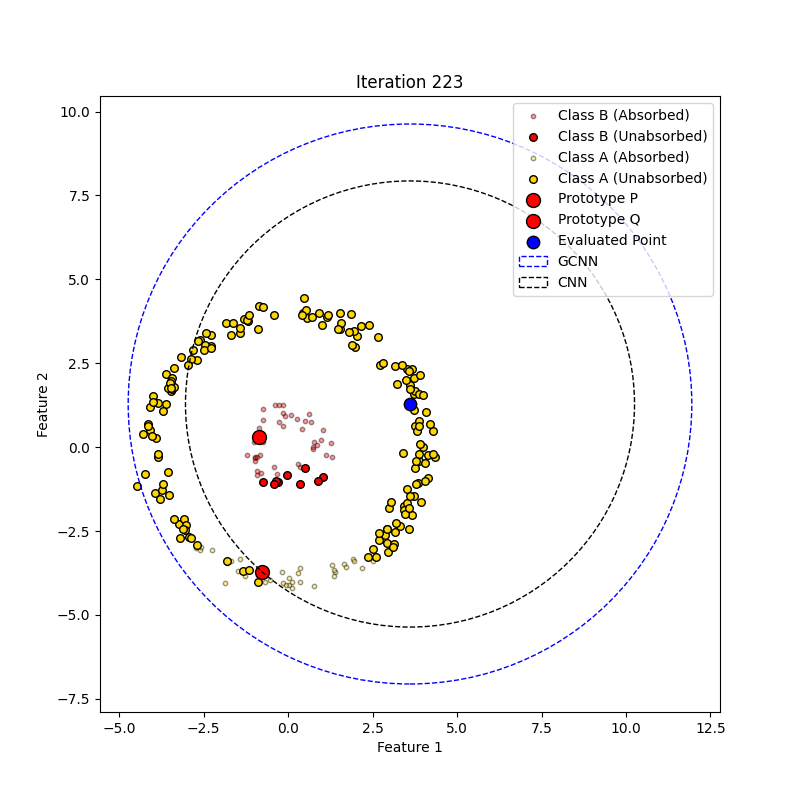 Iteration 223
10.0
7.5
5.0
2.5
0.0
−2.5
−5.0
−7.5
Feature 2
Class B (Absorbed)
Class B (Unabsorbed)
Class A (Absorbed)
Class A (Unabsorbed)
Prototype P
Prototype Q
Evaluated Point
GCNN
CNN
−5.0
−2.5
0.0
2.5
5.0
7.5
10.0
12.5
Feature 1